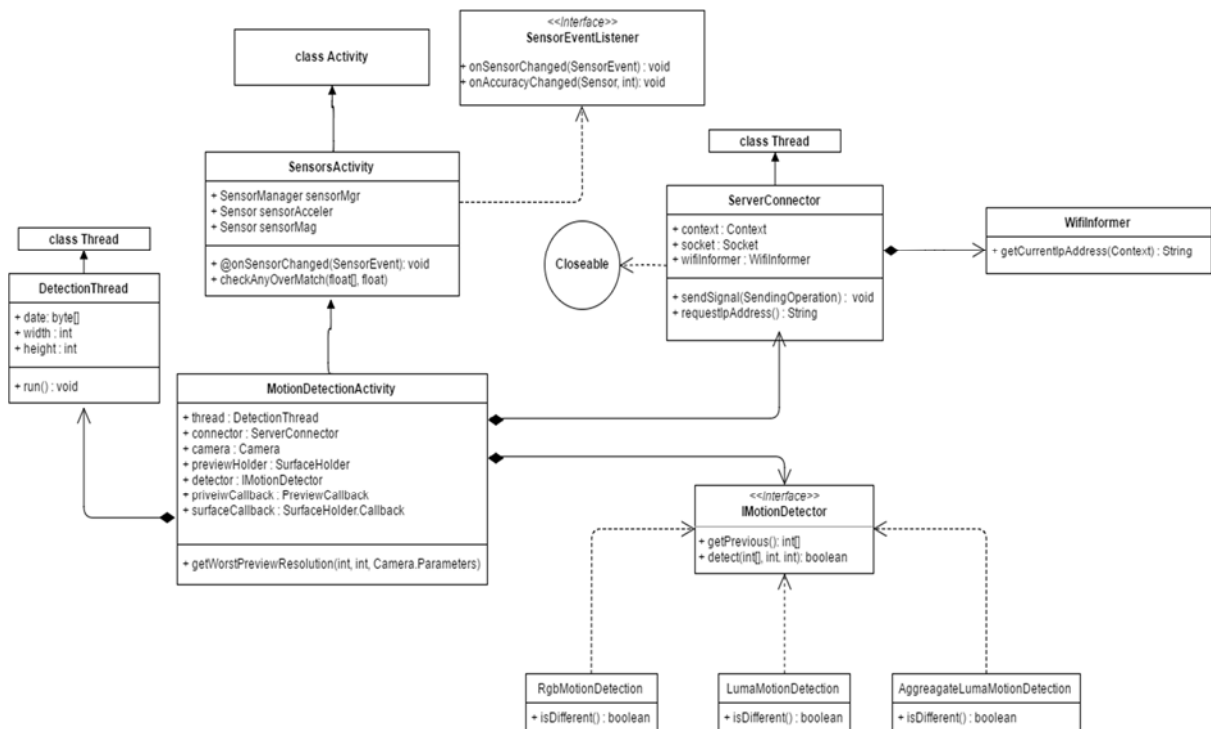 class Activity
<<Interface>>
SensorEventListener
+ onSensorChanged(SensorEvent) : void
+ onAccuracyChanged(Sensor, int): void
SensorsActivity
+ SensorManager sensorMgr
+ Sensor sensorAcceler
+ Sensor sensorMag
+ @onSensorChanged(SensorEvent): void
+ checkAnyOverMatch(float[], float)
class Thread
ServerConnector
+ context : Context
+ socket : Socket
+ wifiInformer : WifiInformer
+ sendSignal(SendingOperation) : void
+ requestIpAddress() : String
WifiInformer
+ getCurrentIpAddress(Context) : String
Closeable
class Thread
DetectionThread
+ date: byte[]
+ width : int
+ height : int
+ run() : void
MotionDetectionActivity
+ thread : DetectionThread
+ connector : ServerConnector
+ camera : Camera
+ previewHolder : SurfaceHolder
+ detector : IMotionDetector
+ priveiwCallback : PreviewCallback
+ surfaceCallback : SurfaceHolder.Callback
+ getWorstPreviewResolution(int, int, Camera.Parameters)
<<Interface>>
IMotionDetector
+ getPrevious(): int[]
+ detect(int[], int. int): boolean
RgbMotionDetection
+ isDifferent() : boolean
LumaMotionDetection
+ isDifferent() : boolean
AggreagateLumaMotionDetection
+ isDifferent() : boolean